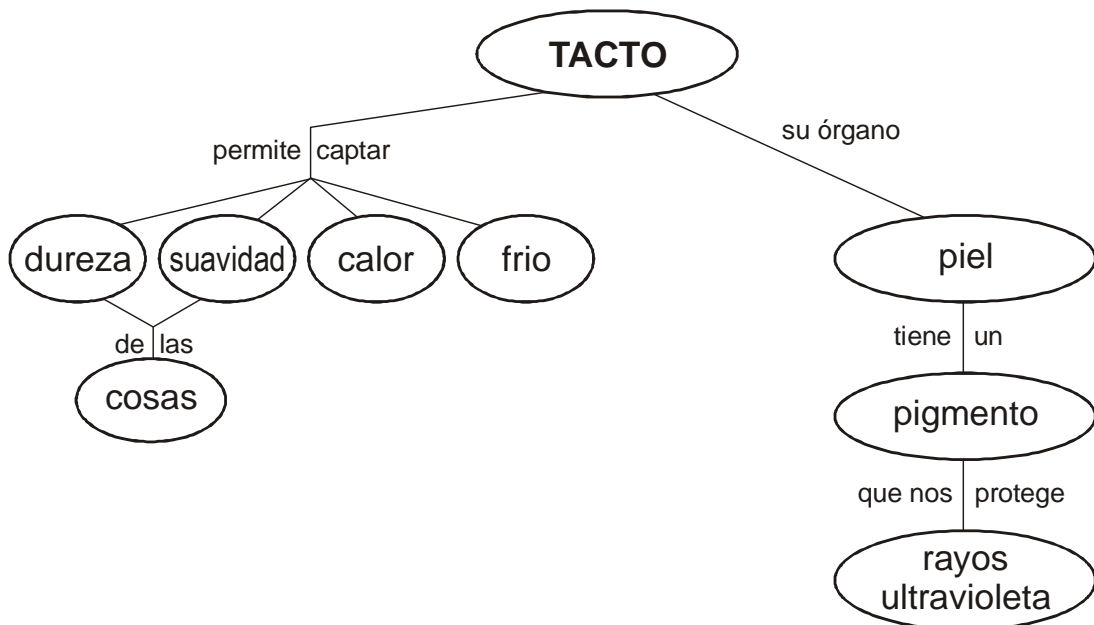 TACTO
su órgano
permite captar
dureza suavidad calor frio
piel
tiene un
de las
cosas
pigmento
que nos protege
rayos
ultravioleta